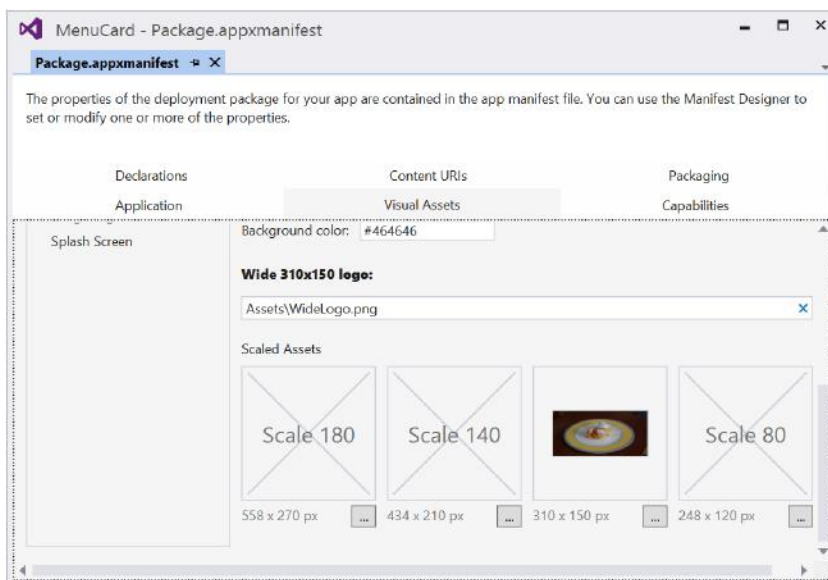 MenuCard - Package.appxmanifest
Package.appxmanifest
The properties of the deployment package for your app are contained in the app manifest file. You can use the Manifest Designer to
set or modify one or more of the properties.
Declarations Content URIs Packaging
Application Visual Assets Capabilities
Splash Screen
Background color: #464646
Wide 310x150 logo:
Assets\WideLogo.png
Scaled Assets
Scale 180 Scale 140 Scale 80
558 x 270 px ... 434 x 210 px ... 310 x 150 px ... 248 x 120 px ...